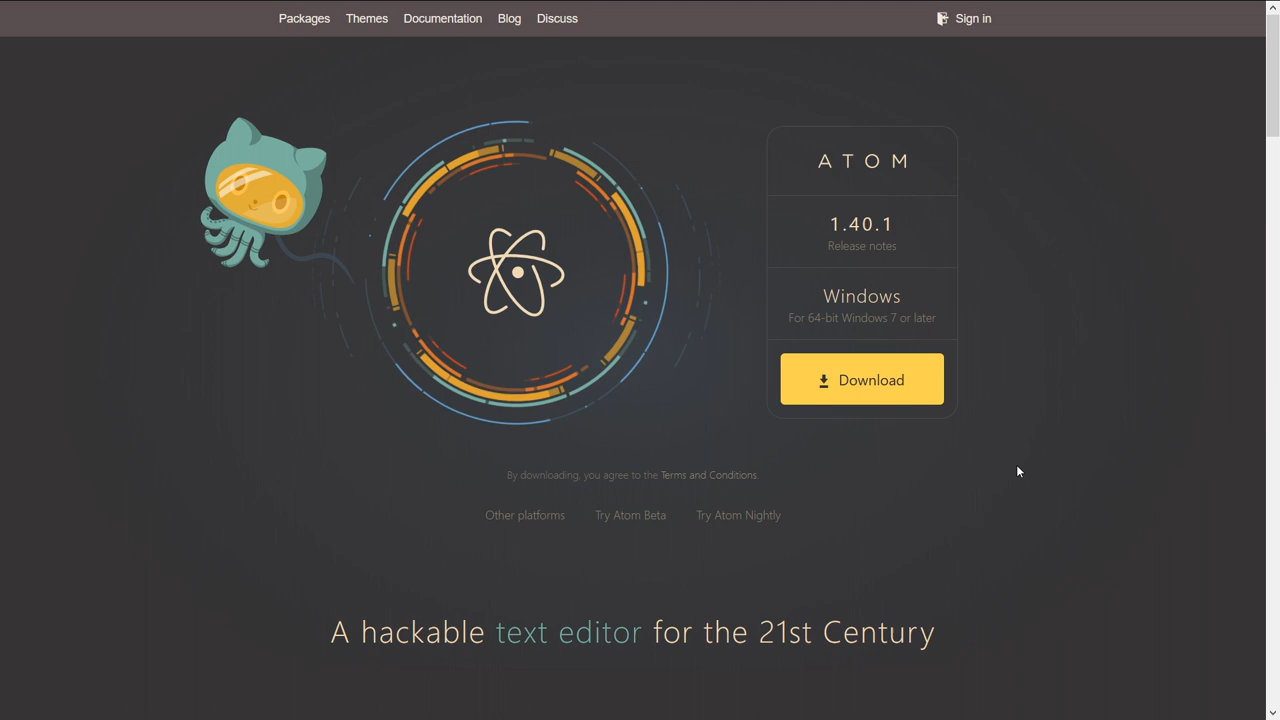 Packages Themes Documentation Blog Discuss Sign in
ATOM
1.40.1
Release notes
Windows
For 64-bit Windows 7 or later
Download
By downloading, you agree to the Terms and Conditions.
Other platforms Try Atom Beta Try Atom Nightly
A hackable text editor for the 21st Century